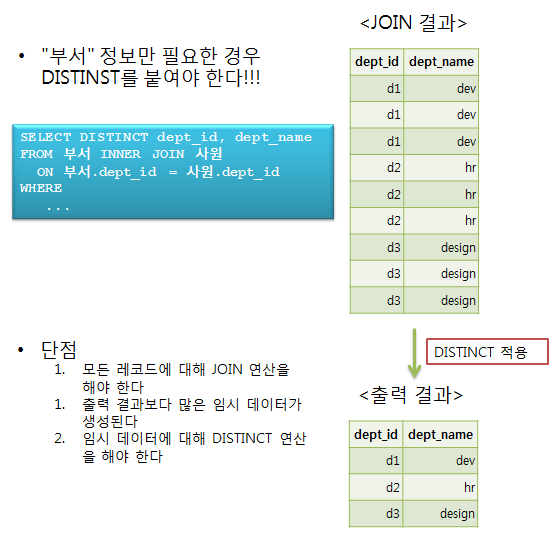 • "부서" 정보만 필요한 경우
DISTINST를 붙여야 한다!!!
SELECT DISTINCT dept_id, dept_name
FROM 부서 INNER JOIN 사원
ON 부서.dept_id = 사원.dept_id
WHERE
...
• 단점
1. 모든 레코드에 대해 JOIN 연산을
해야 한다
1. 출력 결과보다 많은 임시 데이터가
생성된다
2. 임시 데이터에 대해 DISTINCT 연산
을 해야 한다
<JOIN 결과>
dept_id dept_name
d1 dev
d1 dev
d1 dev
d2 hr
d2 hr
d2 hr
d3 design
d3 design
d3 design
DISTINCT 적용
<출력 결과>
dept_id dept_name
d1 dev
d2 hr
d3 design